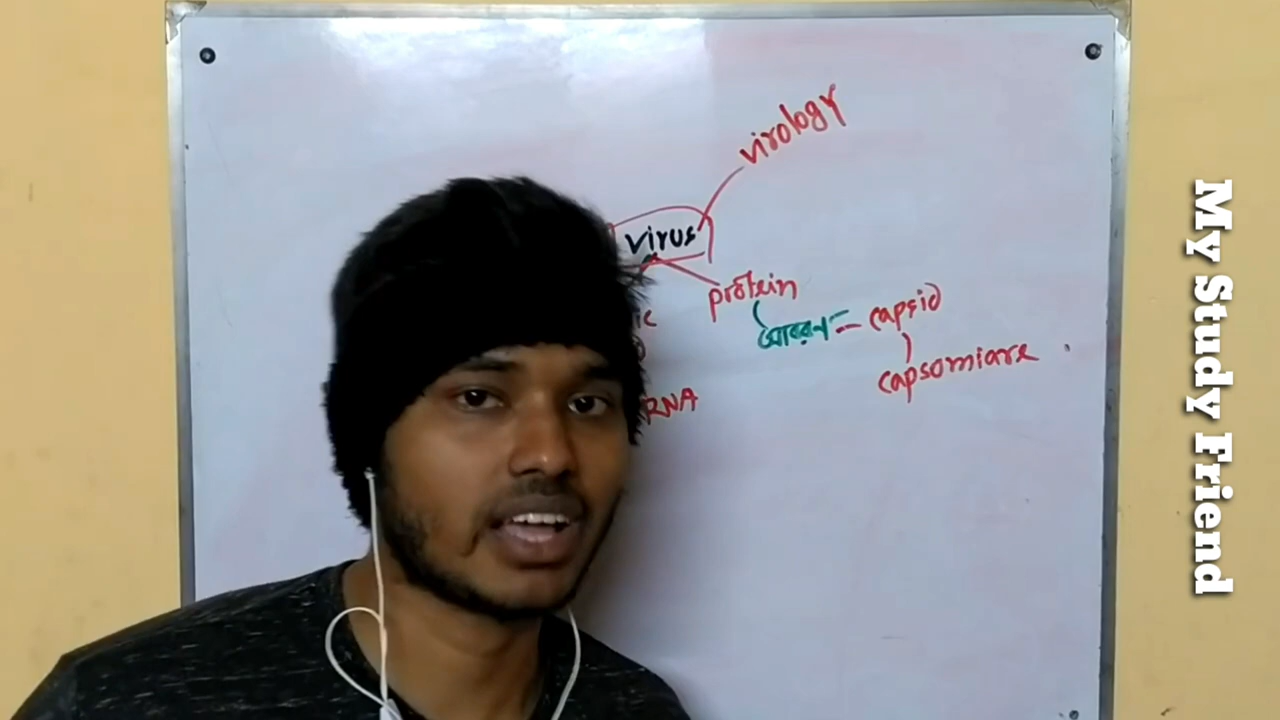 virology
virus
protein
আবরণ = capsid
capsomiare
RNA
My Study Friend